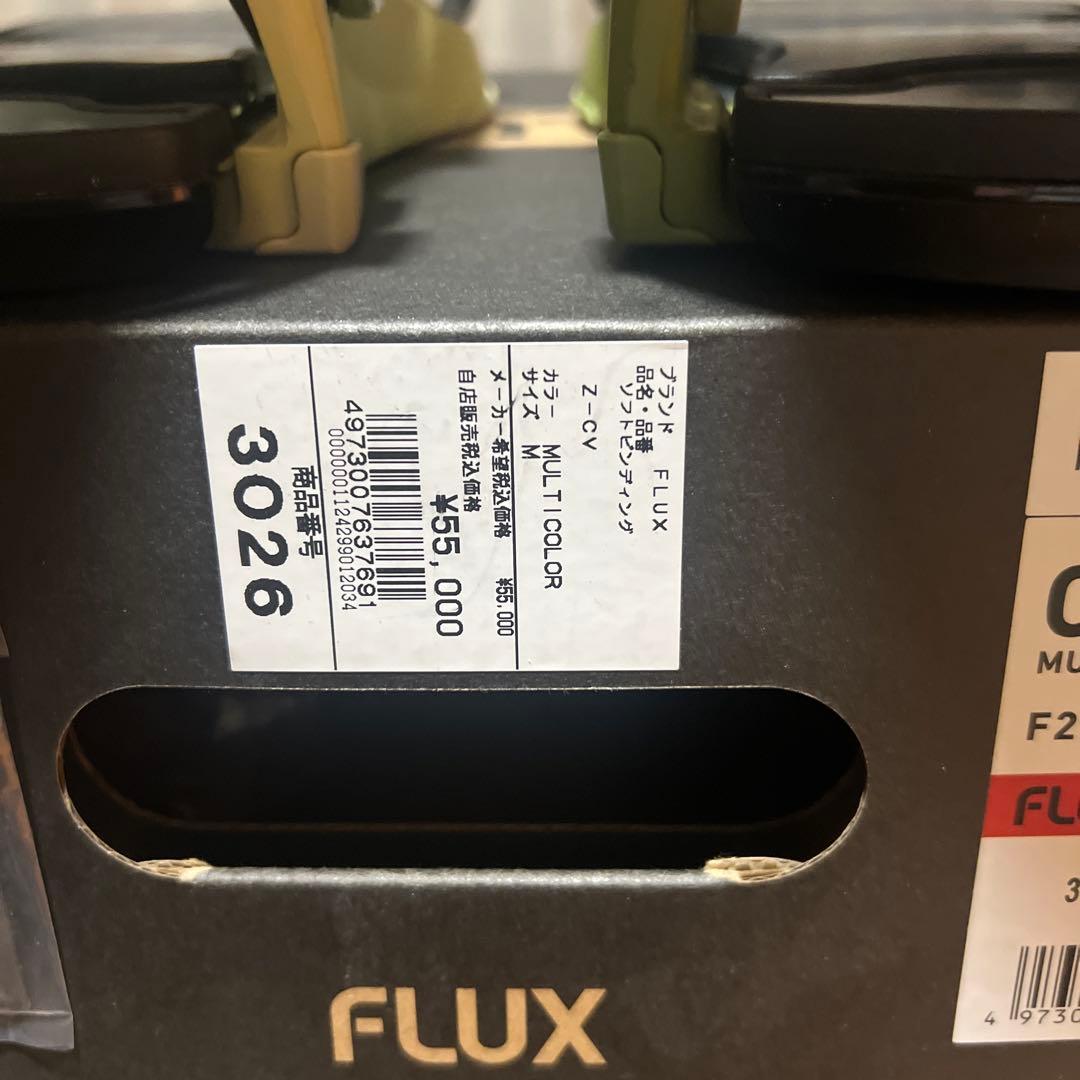 ブランド FLUX
品名・品番 ソフトビンディング
Z-CV
カラー MULTICOLOR
サイズ M
メーカー希望税込価格 ¥55,000
自店販売税込価格
¥55,000
4973007637691
0000001124299012034
商品番号
3026
FLUX
MU
F2
FL
3
4 9730